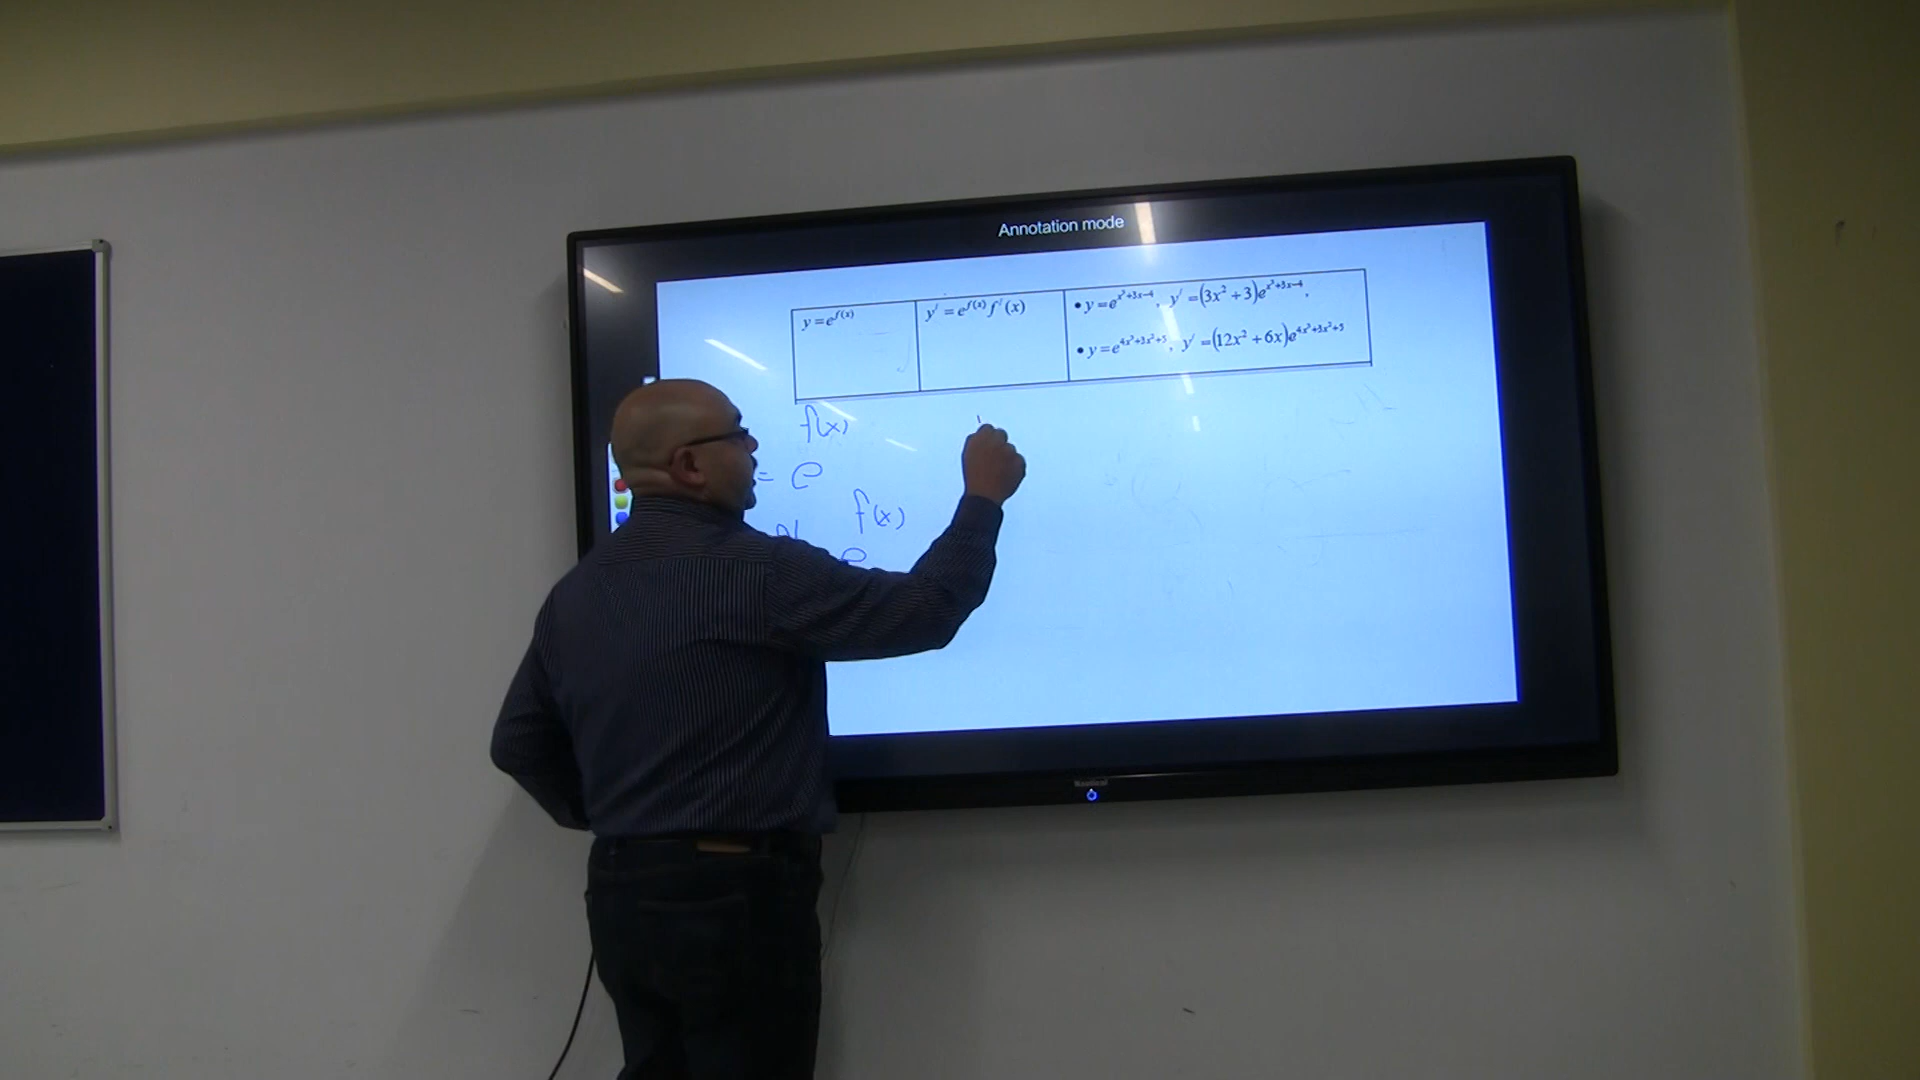 Annotation mode
y = e^{f(x)}
y' = e^{f(x)} f'(x)
• y = e^{x³+3x−4}, y' = (3x² + 3)e^{x³+3x−4},
• y = e^{4x³+3x²+5}, y' = (12x² + 6x)e^{4x³+3x²+5}
f(x)
= e
f(x)
e